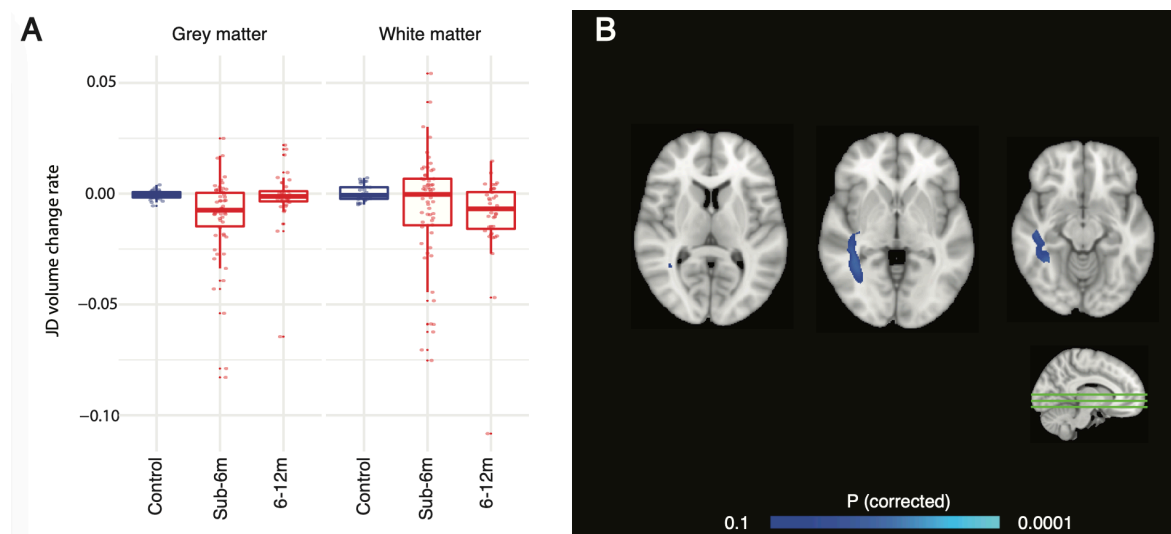 A
Grey matter
White matter
JD volume change rate
0.05
0.00
−0.05
−0.10
Control
Sub-6m
6-12m
Control
Sub-6m
6-12m
B
P (corrected)
0.1
0.0001